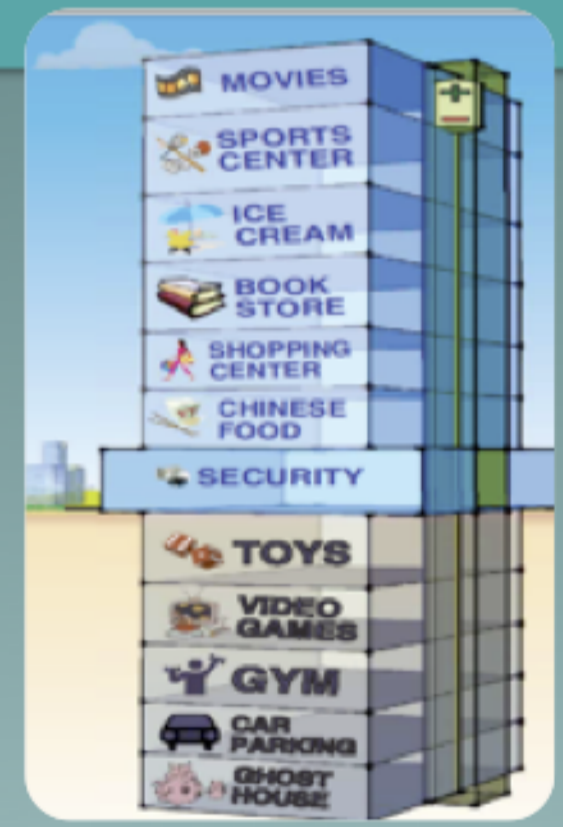 MOVIES
SPORTS
CENTER
ICE
CREAM
BOOK
STORE
SHOPPING
CENTER
CHINESE
FOOD
SECURITY
TOYS
VIDEO
GAMES
GYM
CAR
PARKING
GHOST
HOUSE